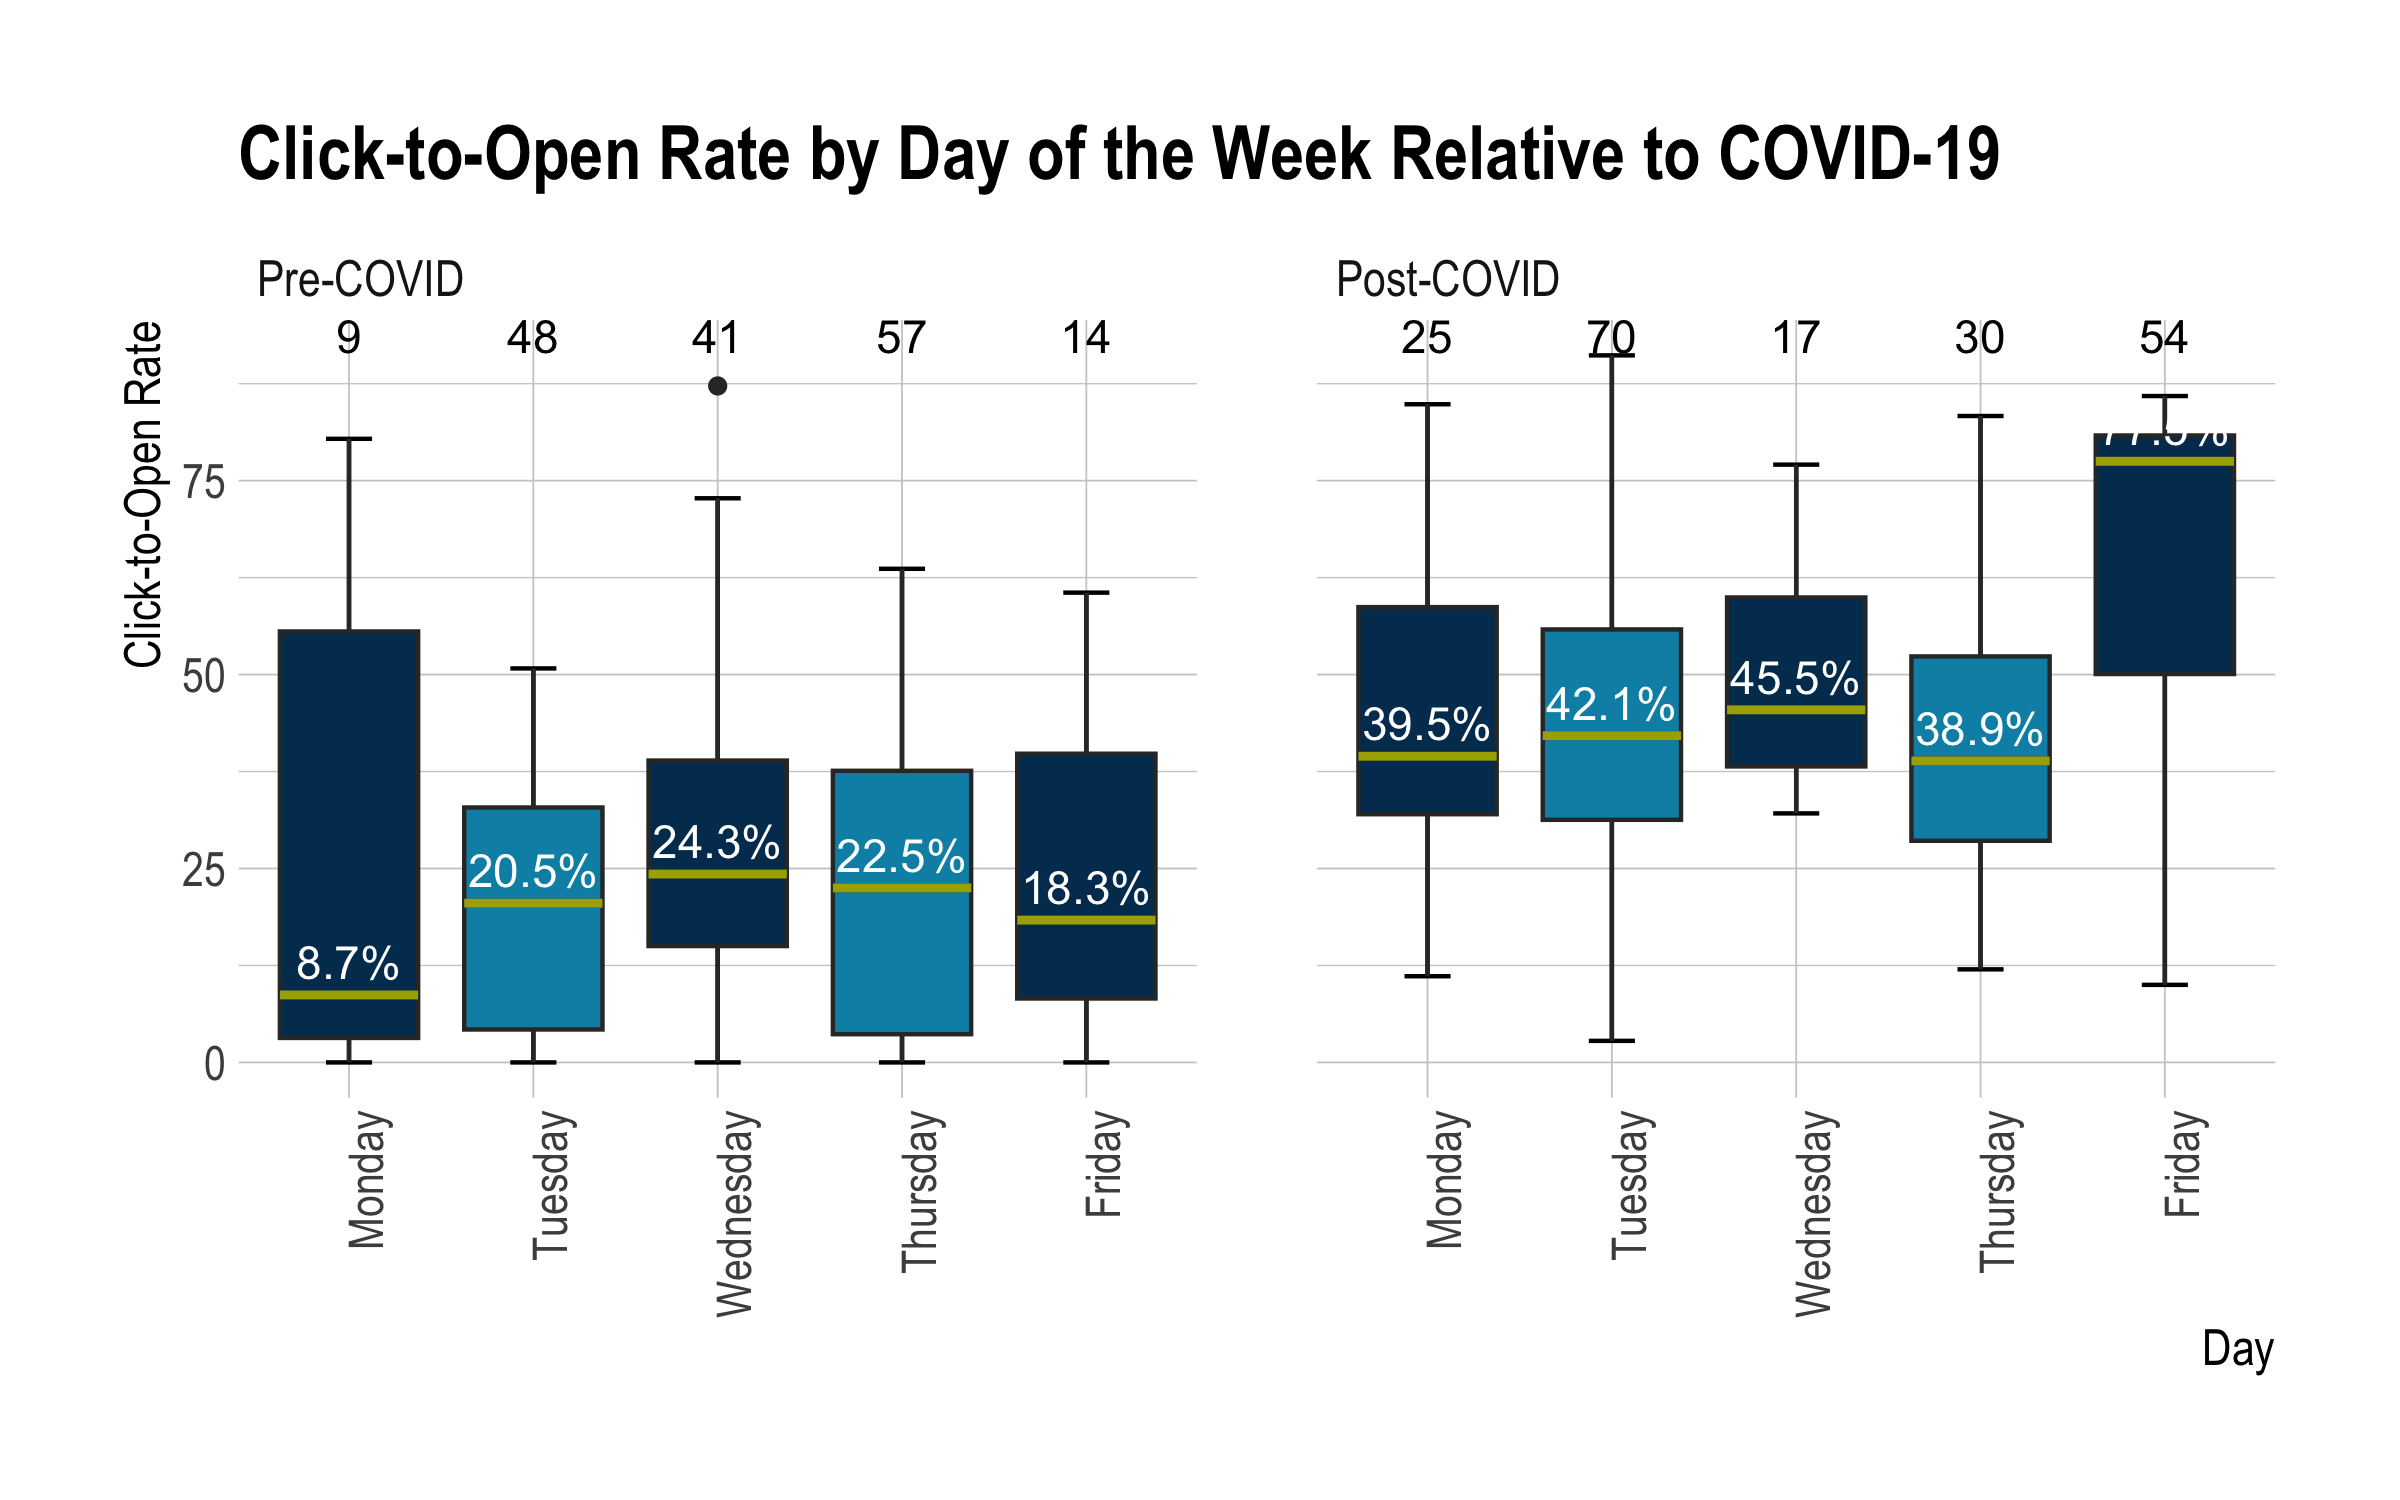 Click-to-Open Rate by Day of the Week Relative to COVID-19
Pre-COVID
Post-COVID
9 48 41 57 14
25 70 17 30 54
Click-to-Open Rate
75
50
25
0
8.7% 20.5% 24.3% 22.5% 18.3%
39.5% 42.1% 45.5% 38.9%
Monday Tuesday Wednesday Thursday Friday
Monday Tuesday Wednesday Thursday Friday
Day